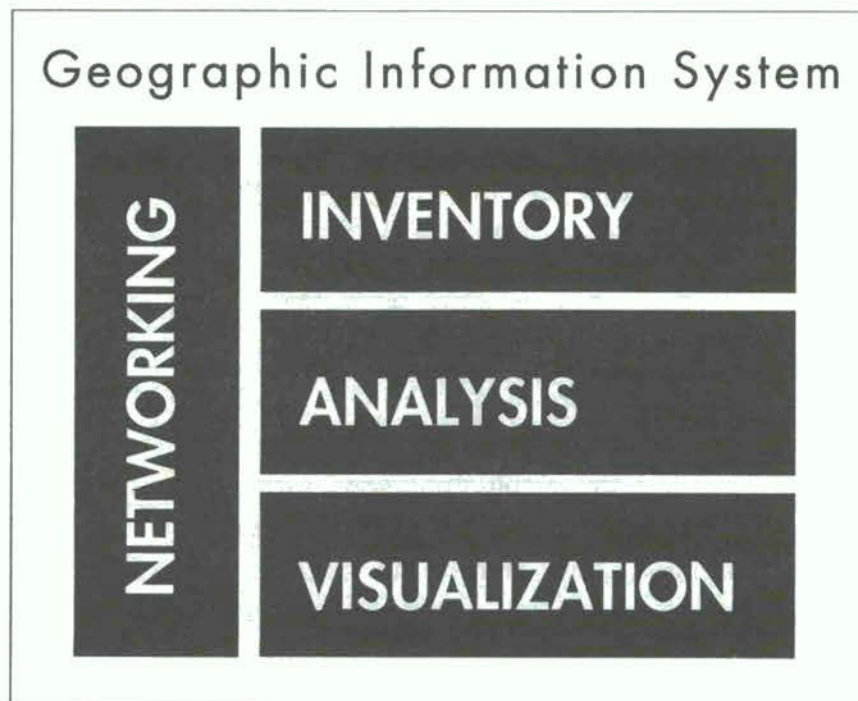 Geographic Information System
NETWORKING
INVENTORY
ANALYSIS
VISUALIZATION